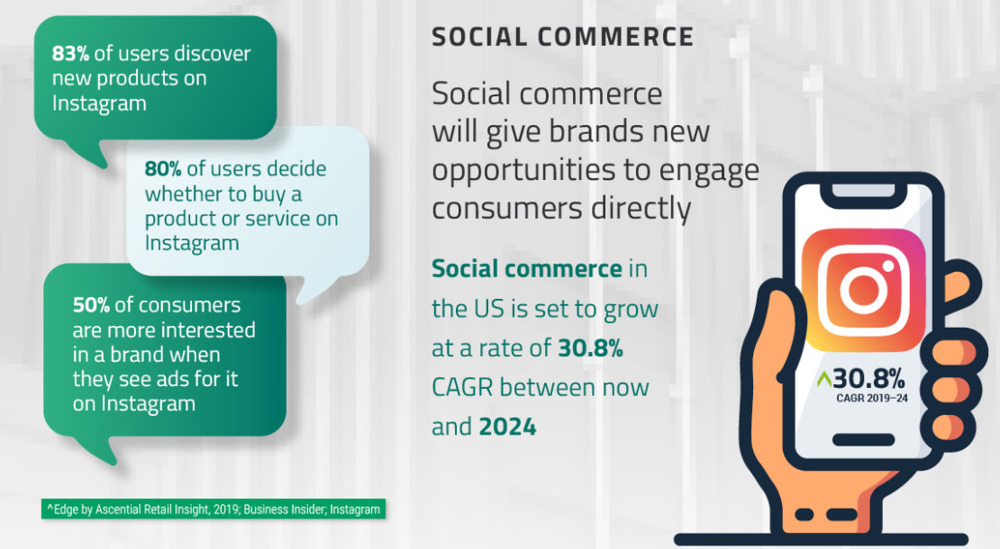 83% of users discover
new products on
Instagram
80% of users decide
whether to buy a
product or service on
Instagram
50% of consumers
are more interested
in a brand when
they see ads for it
on Instagram
^Edge by Ascential Retail Insight, 2019; Business Insider; Instagram
SOCIAL COMMERCE
Social commerce
will give brands new
opportunities to engage
consumers directly
Social commerce in
the US is set to grow
at a rate of 30.8%
CAGR between now
and 2024
^30.8%
CAGR 2019–24